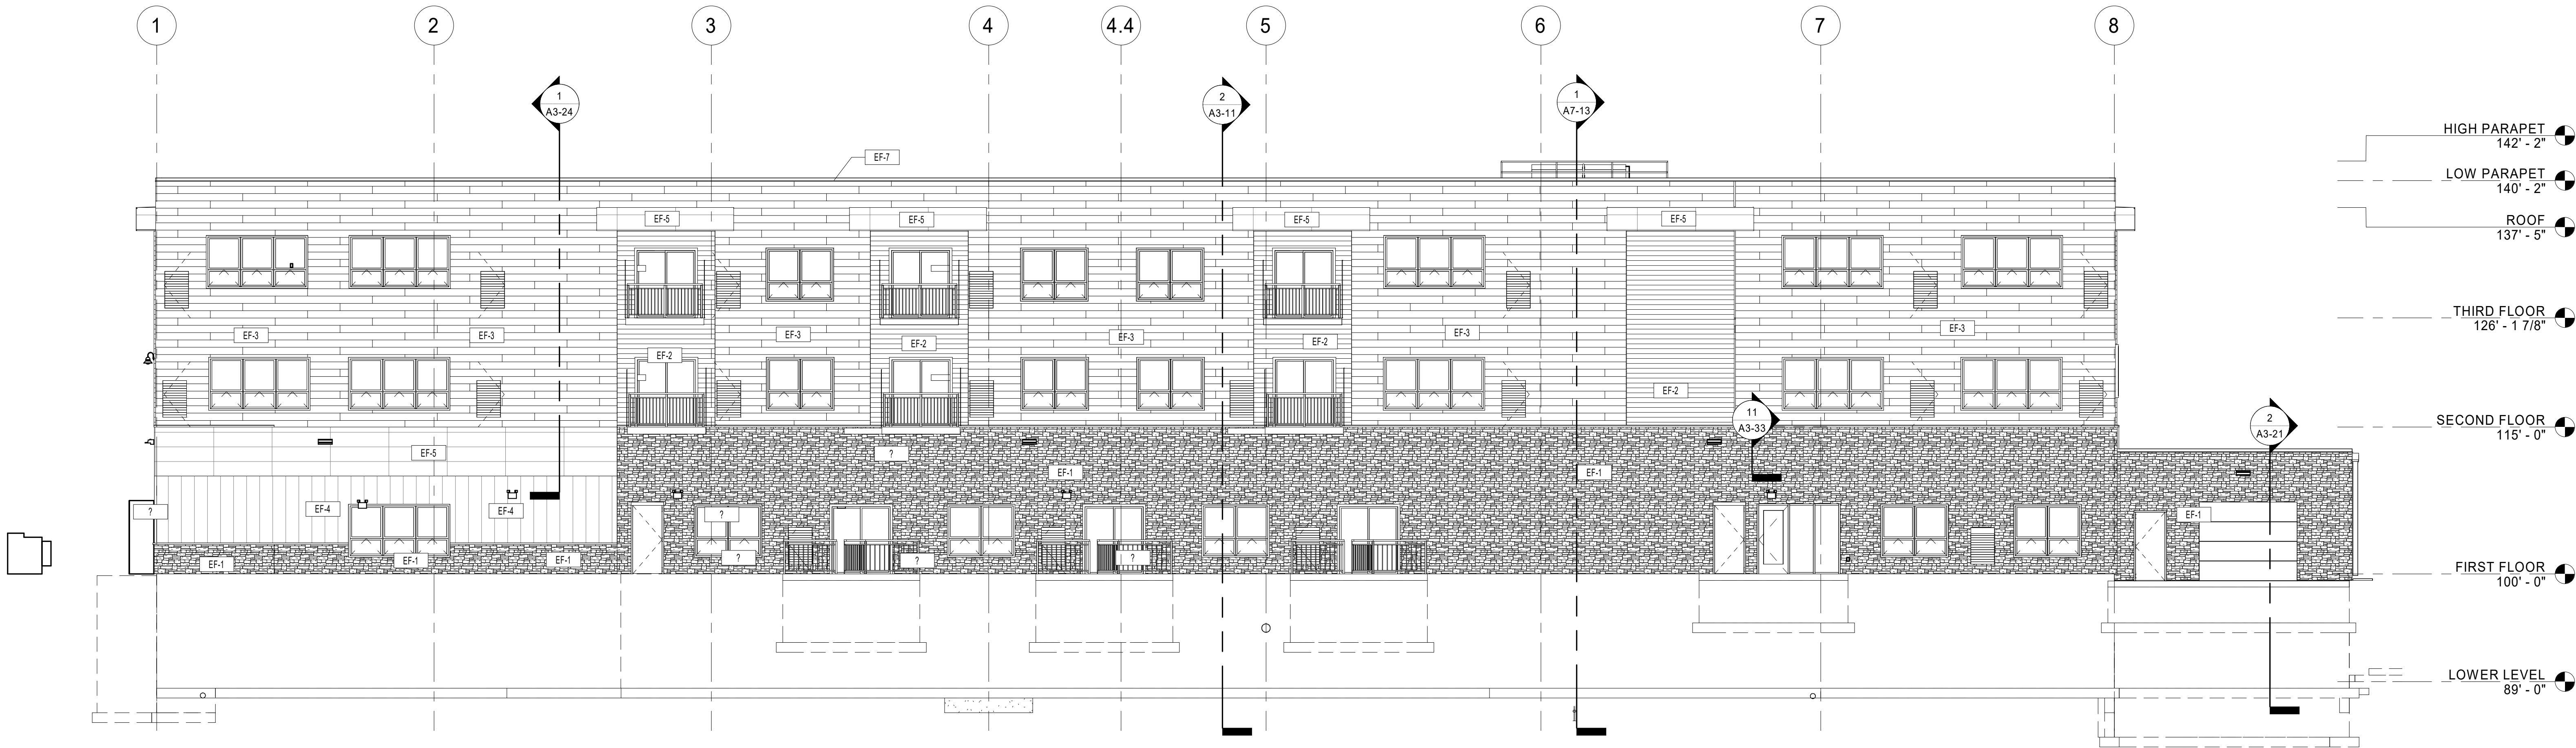 1
2
3
4
4.4
5
6
7
8
1
A3-24
2
A3-11
1
A7-13
HIGH PARAPET
142' - 2"
EF-7
LOW PARAPET
140' - 2"
EF-5
EF-5
EF-5
EF-5
ROOF
137' - 5"
THIRD FLOOR
126' - 1 7/8"
EF-3
EF-3
EF-3
EF-3
EF-3
EF-3
EF-2
EF-2
EF-2
EF-2
11
A3-33
2
A3-21
SECOND FLOOR
115' - 0"
EF-5
?
EF-1
EF-1
?
EF-4
EF-4
?
EF-1
EF-1
EF-1
EF-1
?
?
?
FIRST FLOOR
100' - 0"
LOWER LEVEL
89' - 0"